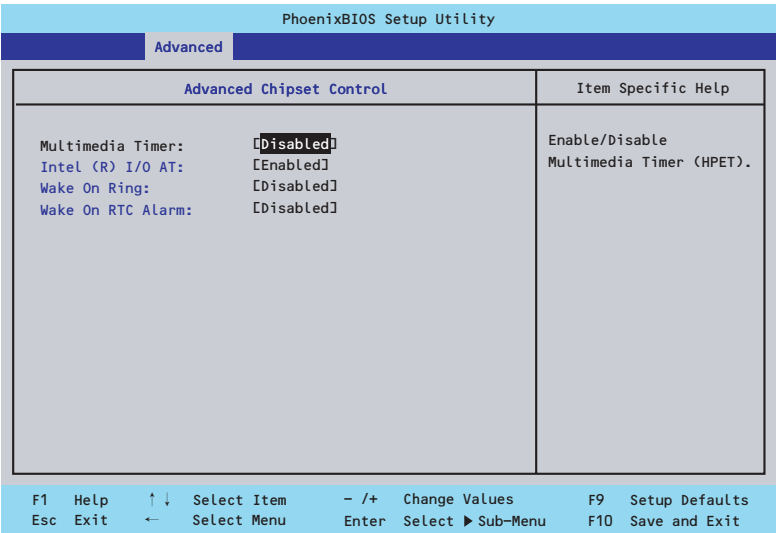 PhoenixBIOS Setup Utility
Advanced
Advanced Chipset Control
Item Specific Help
Multimedia Timer: [Disabled]
Intel (R) I/O AT: [Enabled]
Wake On Ring: [Disabled]
Wake On RTC Alarm: [Disabled]
Enable/Disable
Multimedia Timer (HPET).
F1 Help ↑↓ Select Item - /+ Change Values F9 Setup Defaults
Esc Exit ← Select Menu Enter Select ▶Sub-Menu F10 Save and Exit